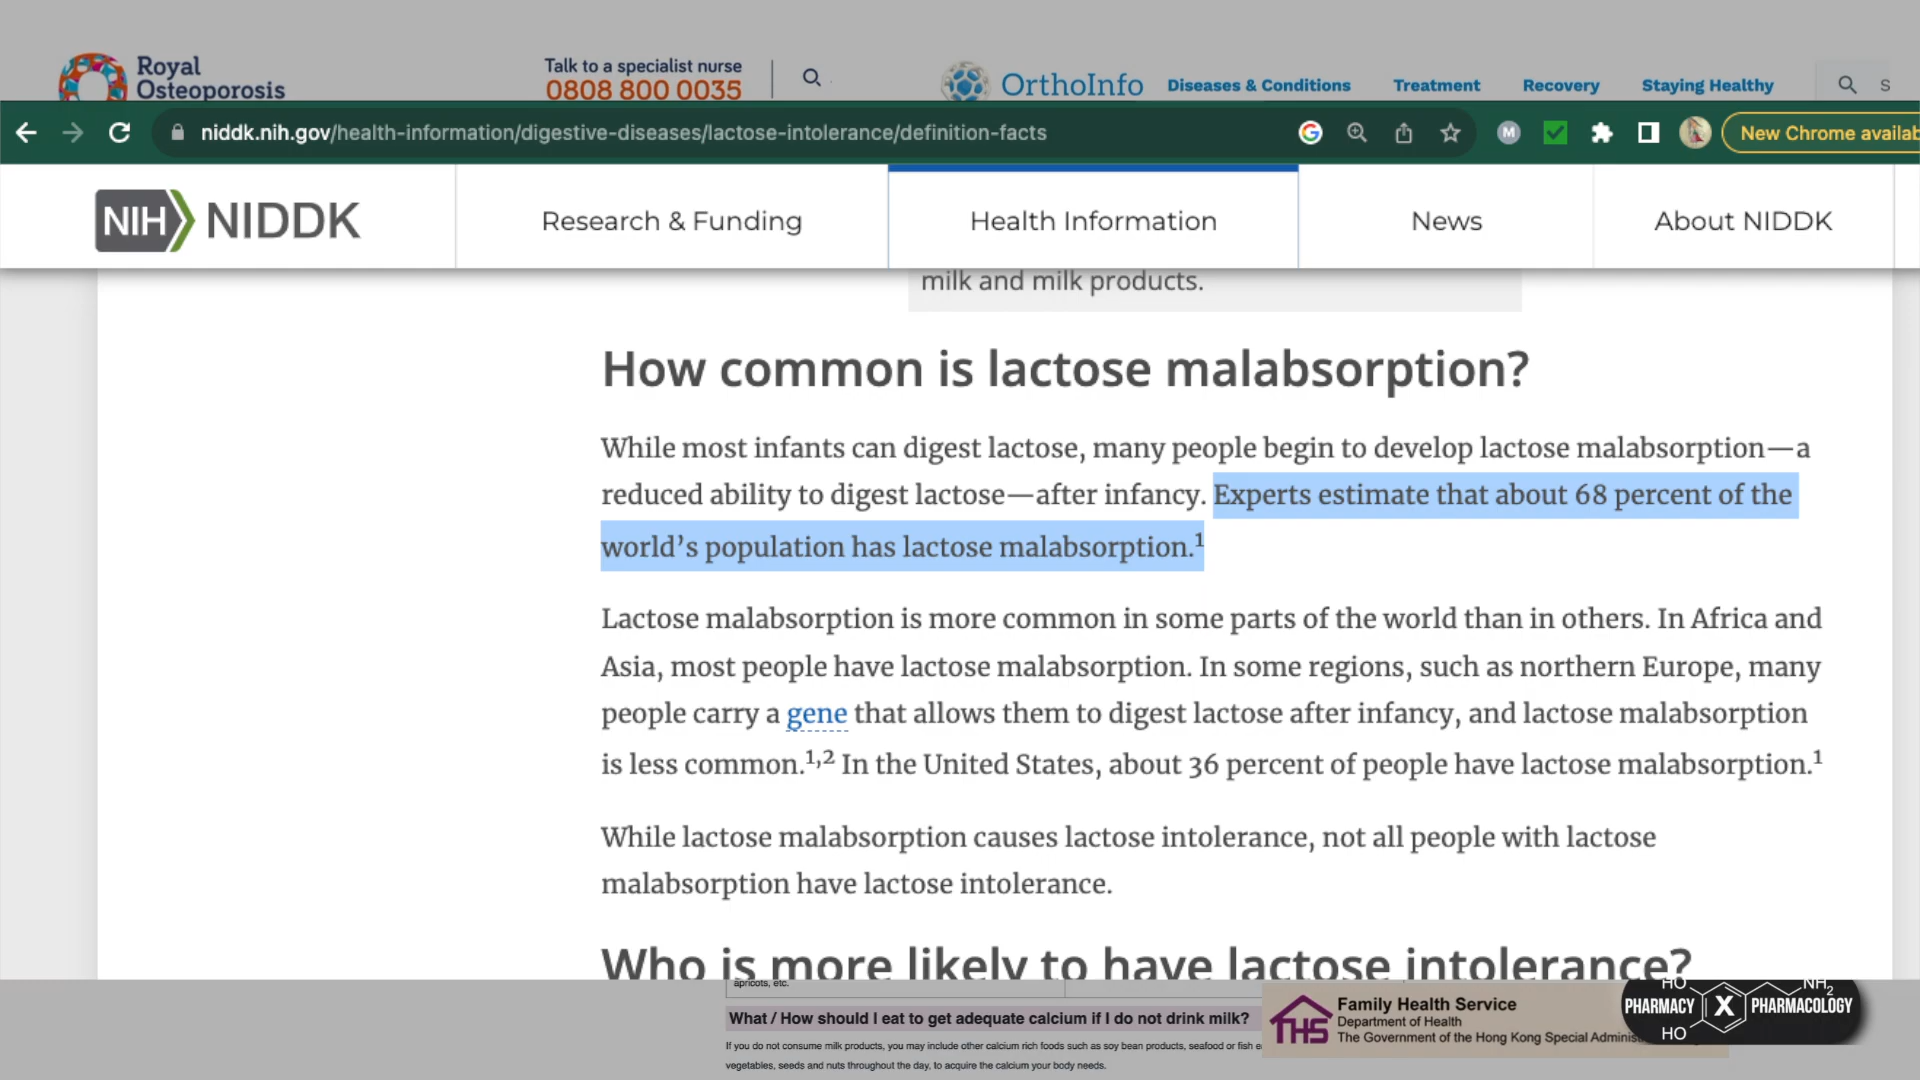 Royal
Osteoporosis
Talk to a specialist nurse
0808 800 0035
OrthoInfo
Diseases & Conditions
Treatment
Recovery
Staying Healthy
S
niddk.nih.gov/health-information/digestive-diseases/lactose-intolerance/definition-facts
M
New Chrome availab
NIH NIDDK
Research & Funding
Health Information
News
About NIDDK
milk and milk products.
How common is lactose malabsorption?
While most infants can digest lactose, many people begin to develop lactose malabsorption—a
reduced ability to digest lactose—after infancy. Experts estimate that about 68 percent of the
world’s population has lactose malabsorption.¹
Lactose malabsorption is more common in some parts of the world than in others. In Africa and
Asia, most people have lactose malabsorption. In some regions, such as northern Europe, many
people carry a gene that allows them to digest lactose after infancy, and lactose malabsorption
is less common.¹,² In the United States, about 36 percent of people have lactose malabsorption.¹
While lactose malabsorption causes lactose intolerance, not all people with lactose
malabsorption have lactose intolerance.
Who is more likely to have lactose intolerance?
apricots, etc.
What / How should I eat to get adequate calcium if I do not drink milk?
If you do not consume milk products, you may include other calcium rich foods such as soy bean products, seafood or fish e
vegetables, seeds and nuts throughout the day, to acquire the calcium your body needs.
FHS
Family Health Service
Department of Health
The Government of the Hong Kong Special Adminis
HO
NH₂
PHARMACY X PHARMACOLOGY
HO